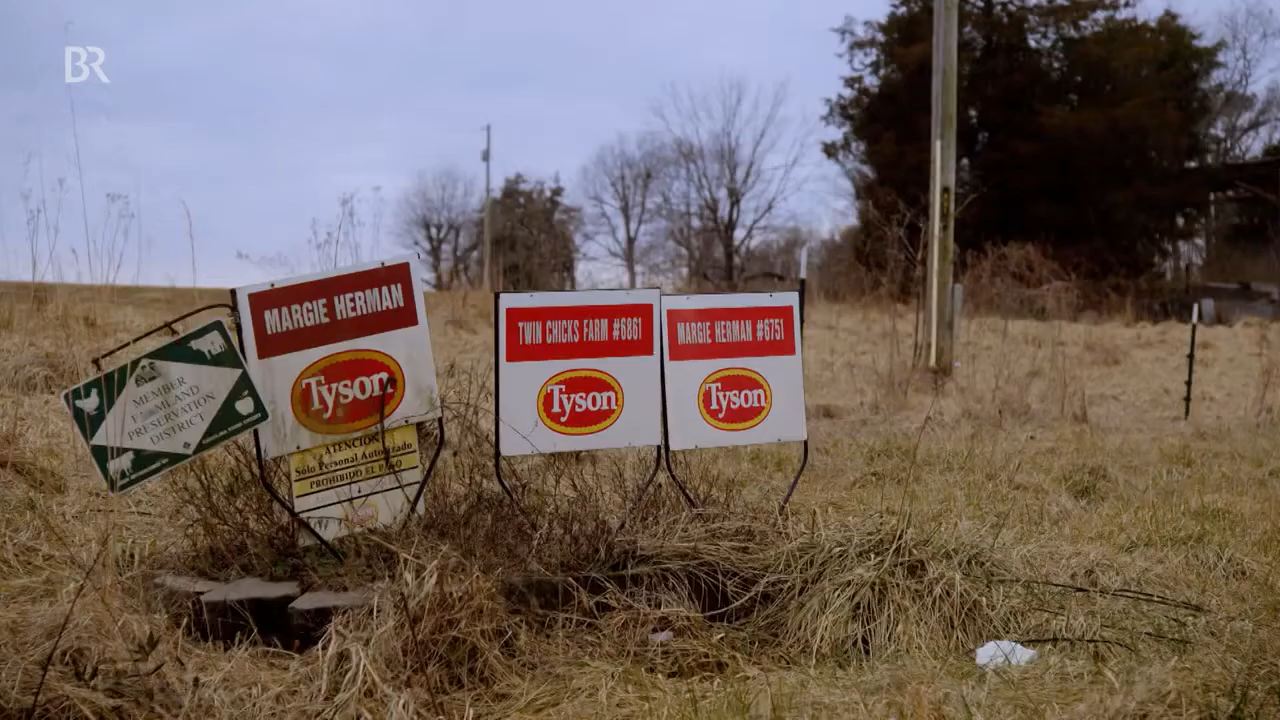 BR
MARGIE HERMAN
Tyson
MEMBER
FARMLAND
PRESERVATION
DISTRICT
ATENCION
Sólo Personal Autorizado
PROHIBIDO EL PASO
TWIN CHICKS FARM #6861
Tyson
MARGIE HERMAN #6751
Tyson